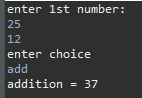 enter 1st number:
25
12
enter choice
add
addition = 37